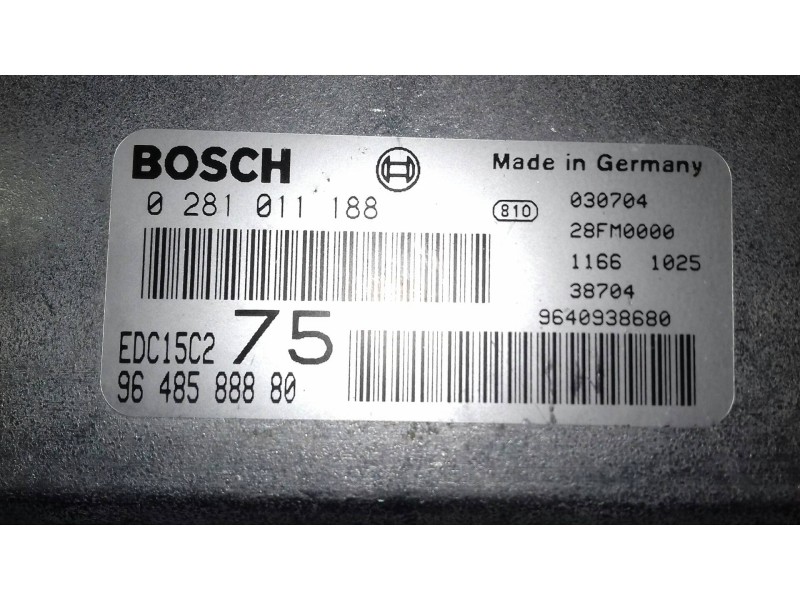 BOSCH
Made in Germany
0 281 011 188
810
030704
28FM0000
1166 1025
38704
75
9640938680
EDC15C2
96 485 888 80